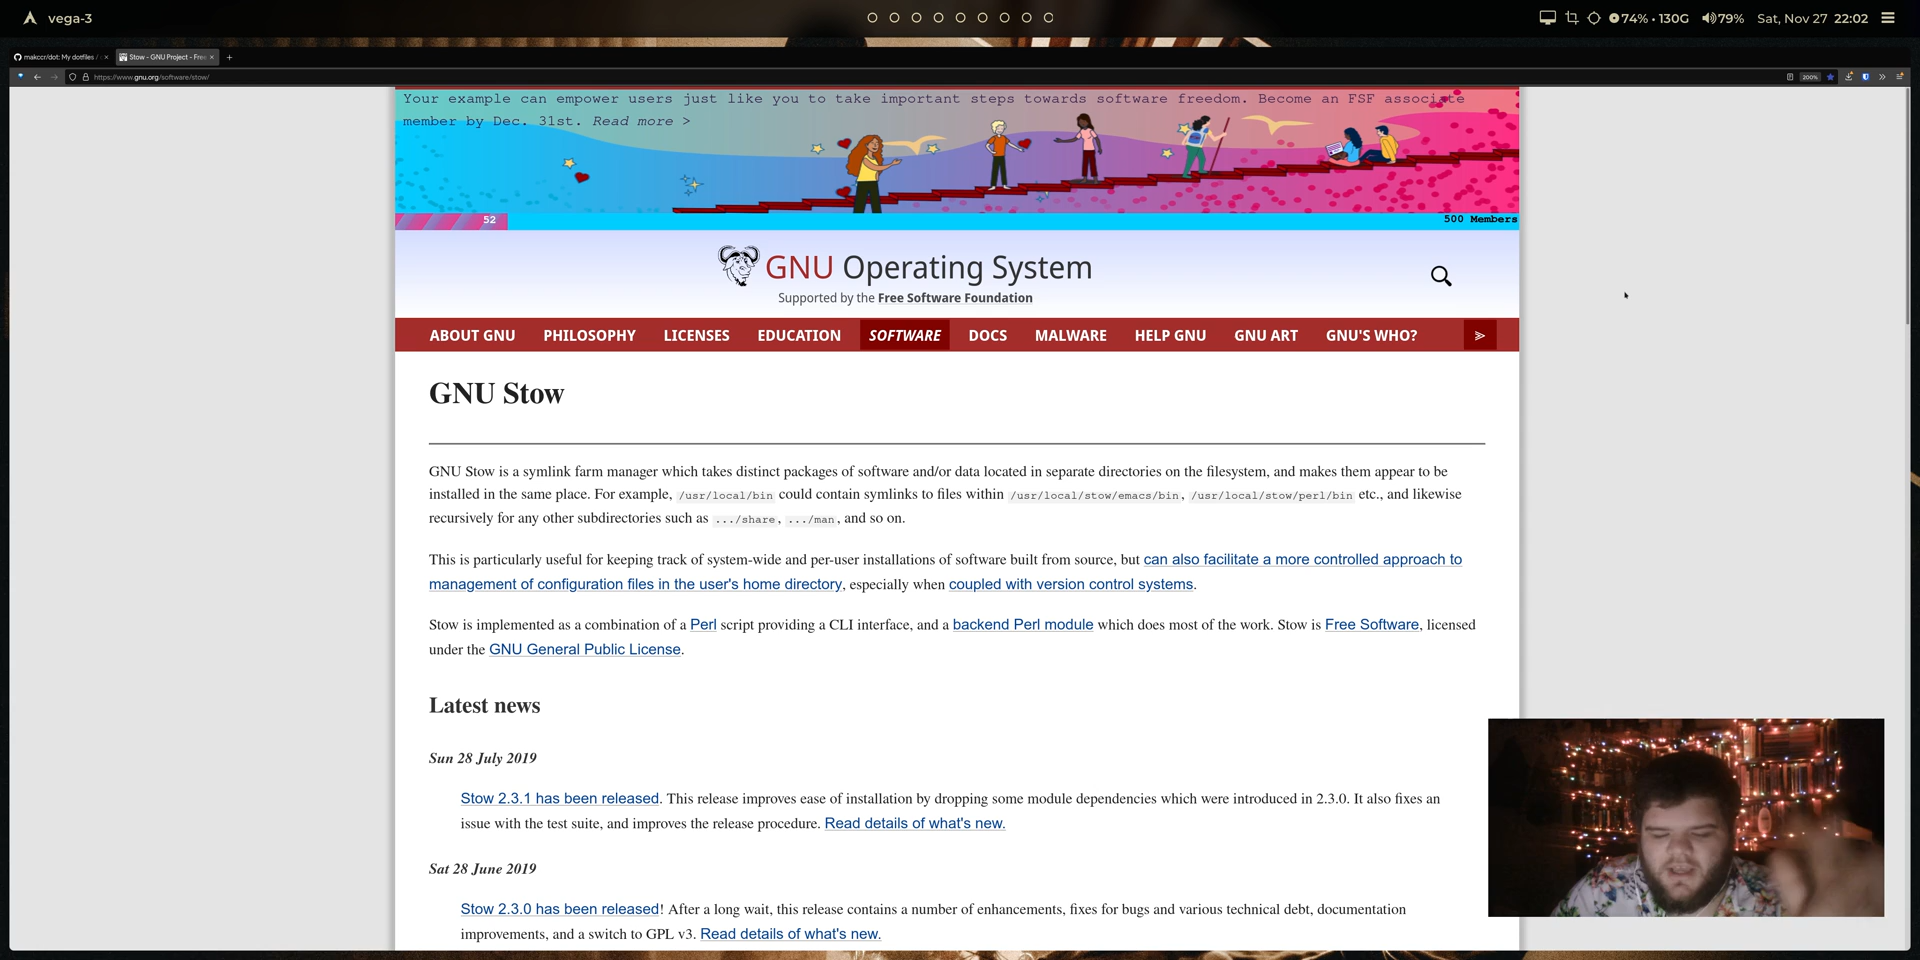 vega-3
74% · 130G
79%
Sat, Nov 27 22:02
makccr/dot: My dotfiles
Stow - GNU Project - Free
https://www.gnu.org/software/stow/
200%
Your example can empower users just like you to take important steps towards software freedom. Become an FSF associate
member by Dec. 31st. Read more >
52
500 Members
GNU Operating System
Supported by the Free Software Foundation
ABOUT GNU PHILOSOPHY LICENSES EDUCATION SOFTWARE DOCS MALWARE HELP GNU GNU ART GNU'S WHO?
GNU Stow
GNU Stow is a symlink farm manager which takes distinct packages of software and/or data located in separate directories on the filesystem, and makes them appear to be
installed in the same place. For example, /usr/local/bin could contain symlinks to files within /usr/local/stow/emacs/bin, /usr/local/stow/perl/bin etc., and likewise
recursively for any other subdirectories such as .../share, .../man, and so on.
This is particularly useful for keeping track of system-wide and per-user installations of software built from source, but can also facilitate a more controlled approach to
management of configuration files in the user's home directory, especially when coupled with version control systems.
Stow is implemented as a combination of a Perl script providing a CLI interface, and a backend Perl module which does most of the work. Stow is Free Software, licensed
under the GNU General Public License.
Latest news
Sun 28 July 2019
Stow 2.3.1 has been released. This release improves ease of installation by dropping some module dependencies which were introduced in 2.3.0. It also fixes an
issue with the test suite, and improves the release procedure. Read details of what's new.
Sat 28 June 2019
Stow 2.3.0 has been released! After a long wait, this release contains a number of enhancements, fixes for bugs and various technical debt, documentation
improvements, and a switch to GPL v3. Read details of what's new.